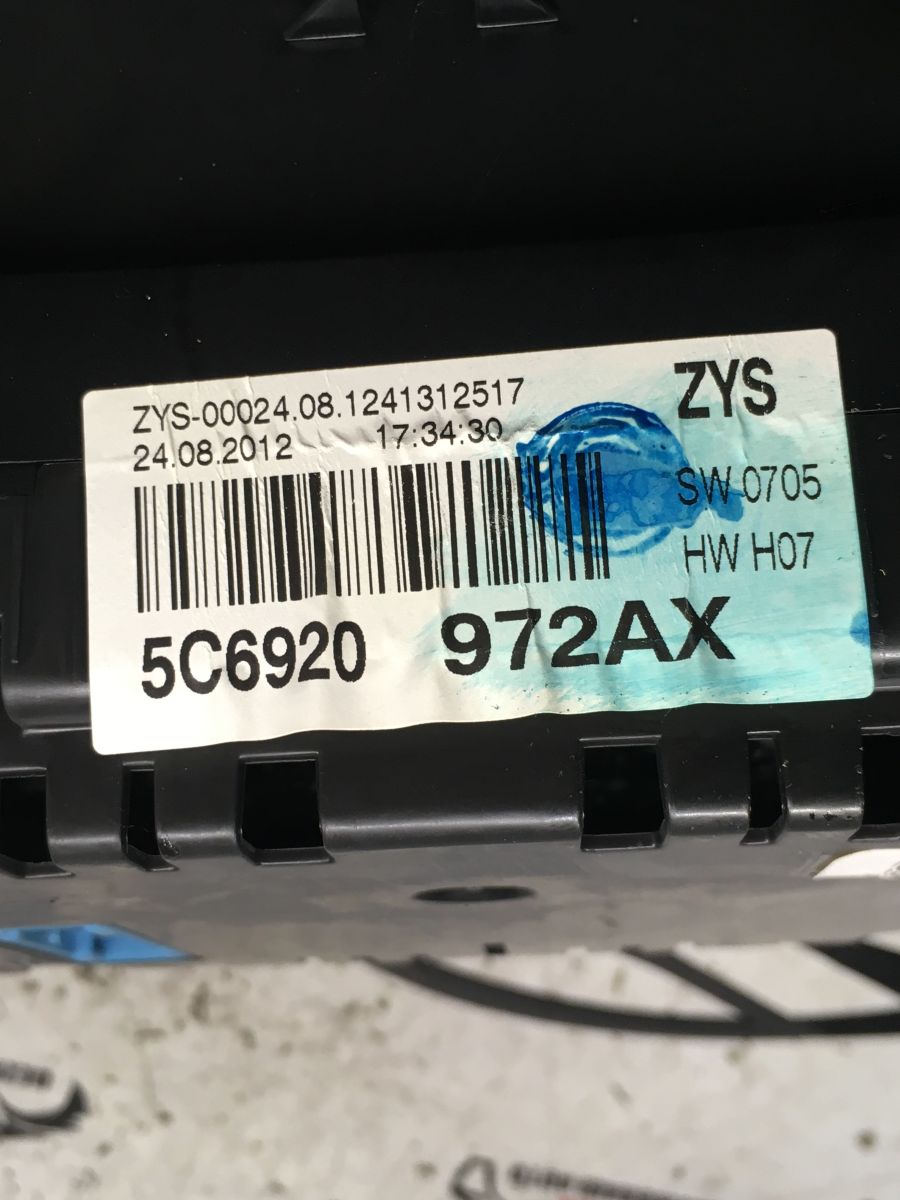 ZYS-00024.08.1241312517
24.08.2012 17:34:30
ZYS
SW 0705
HW H07
5C6920 972AX